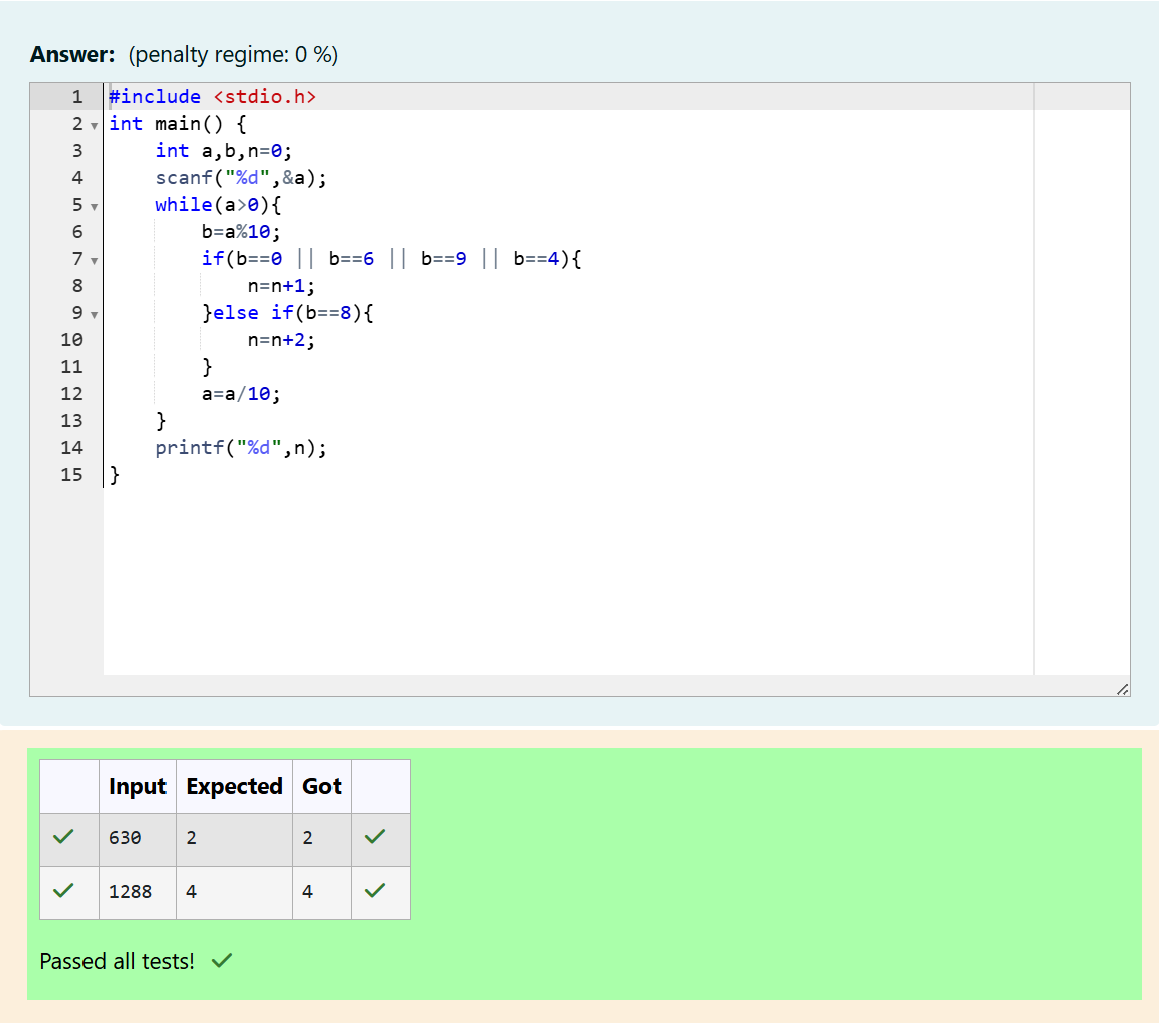 Answer: (penalty regime: 0 %)
1 #include <stdio.h>
2 int main() {
3     int a,b,n=0;
4     scanf("%d",&a);
5     while(a>0){
6         b=a%10;
7         if(b==0 || b==6 || b==9 || b==4){
8             n=n+1;
9         }else if(b==8){
10             n=n+2;
11         }
12         a=a/10;
13     }
14     printf("%d",n);
15 }
Input Expected Got
630 2 2
1288 4 4
Passed all tests!